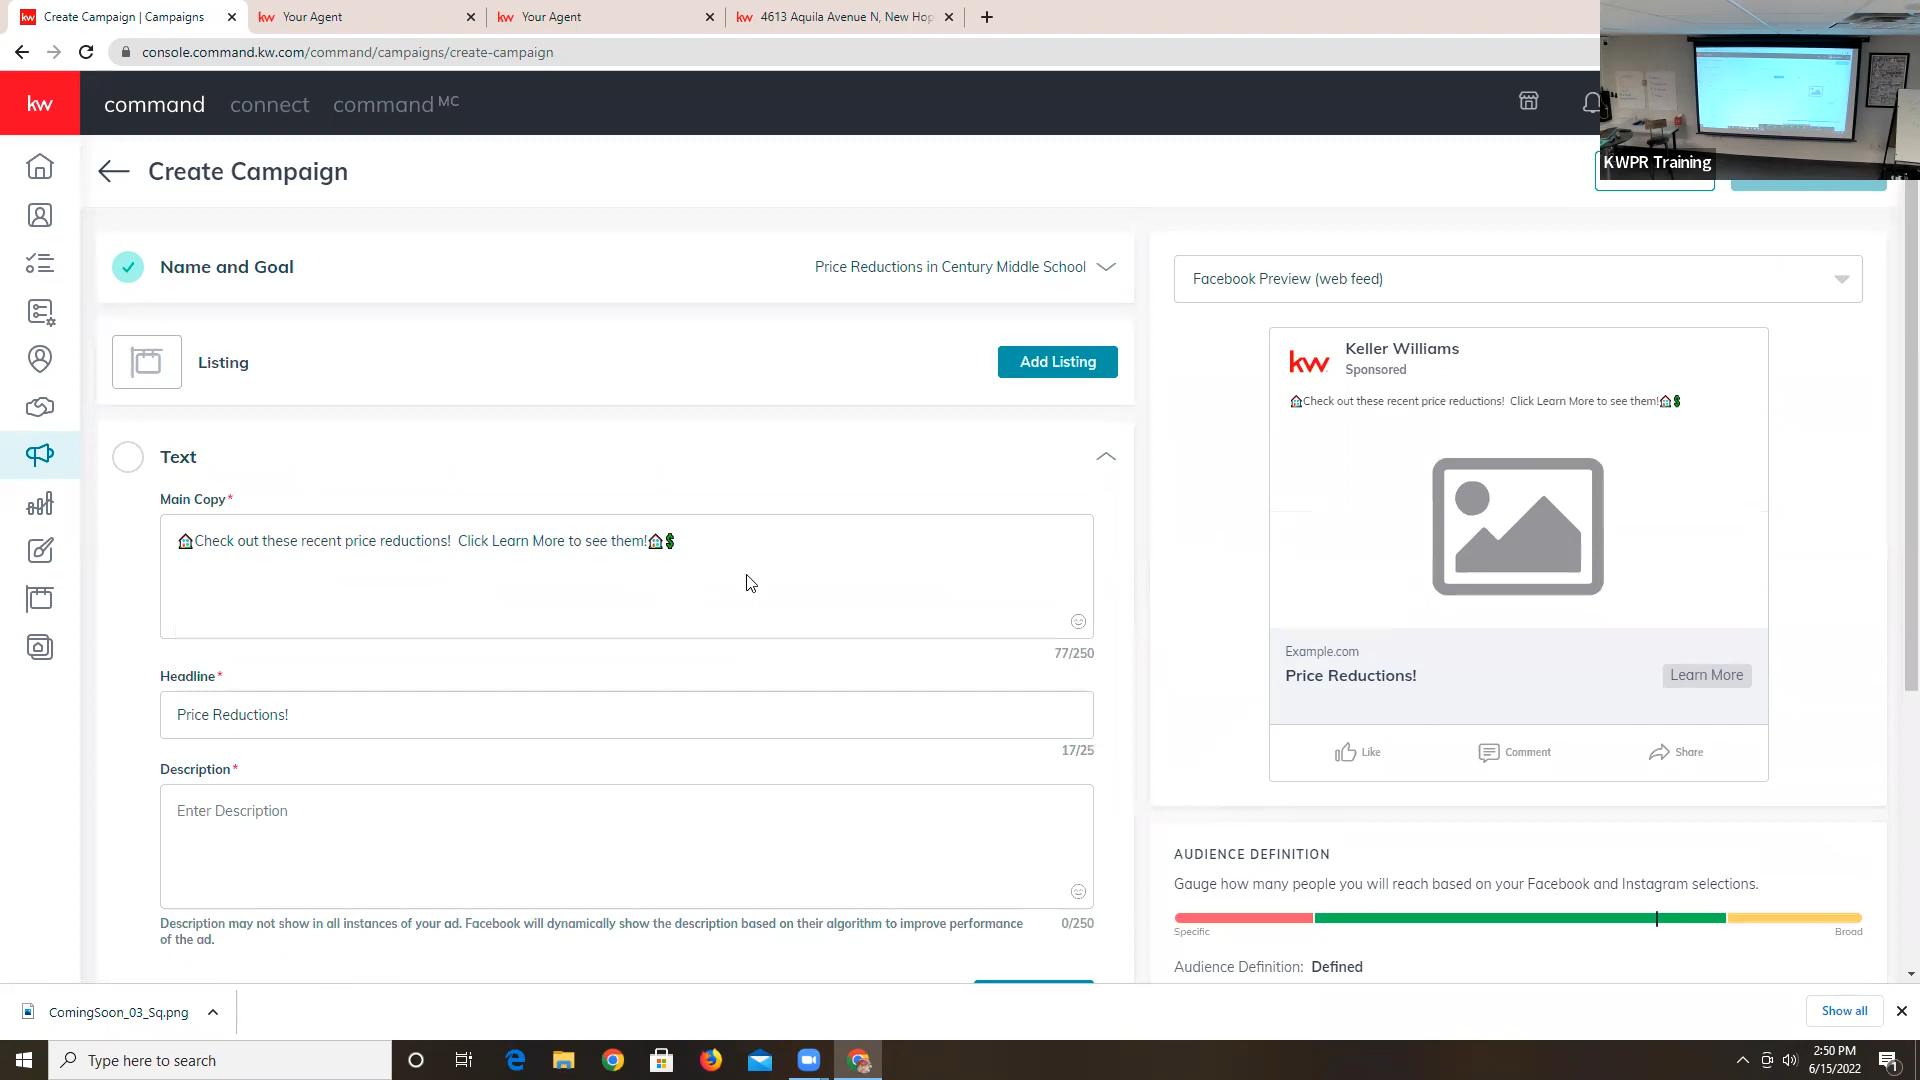 kw Create Campaign | Campaigns
kw Your Agent
kw Your Agent
kw 4613 Aquila Avenue N, New Hop
console.command.kw.com/command/campaigns/create-campaign
kw
command connect command MC
KWPR Training
Create Campaign
Name and Goal
Price Reductions in Century Middle School
Listing
Add Listing
Text
Main Copy*
🏠Check out these recent price reductions!  Click Learn More to see them!🏠💲
77/250
Headline*
Price Reductions!
17/25
Description*
Enter Description
Description may not show in all instances of your ad. Facebook will dynamically show the description based on their algorithm to improve performance
of the ad.
0/250
Facebook Preview (web feed)
kw
Keller Williams
Sponsored
🏠Check out these recent price reductions!  Click Learn More to see them!🏠💲
Example.com
Price Reductions!
Learn More
Like
Comment
Share
AUDIENCE DEFINITION
Gauge how many people you will reach based on your Facebook and Instagram selections.
Specific
Broad
Audience Definition: Defined
ComingSoon_03_Sq.png
Show all
Type here to search
2:50 PM
6/15/2022
1